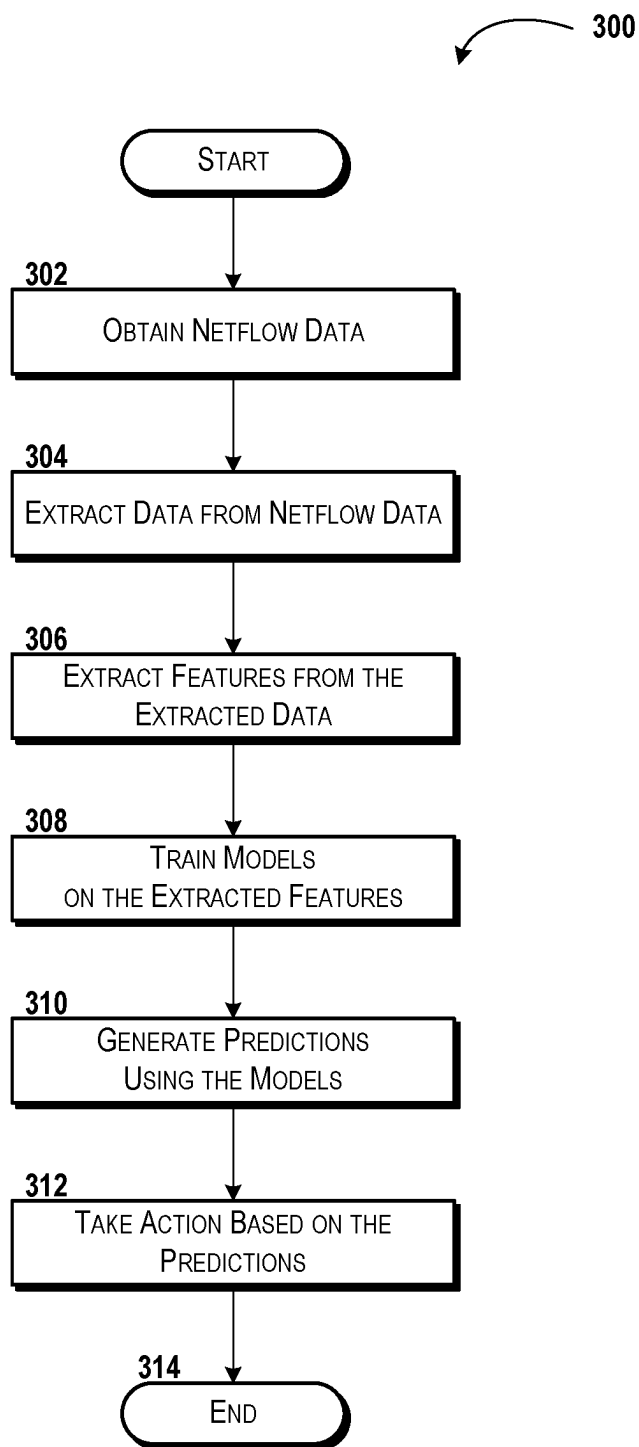 300
START
302
OBTAIN NETFLOW DATA
304
EXTRACT DATA FROM NETFLOW DATA
306
EXTRACT FEATURES FROM THE
EXTRACTED DATA
308
TRAIN MODELS
ON THE EXTRACTED FEATURES
310
GENERATE PREDICTIONS
USING THE MODELS
312
TAKE ACTION BASED ON THE
PREDICTIONS
314
END